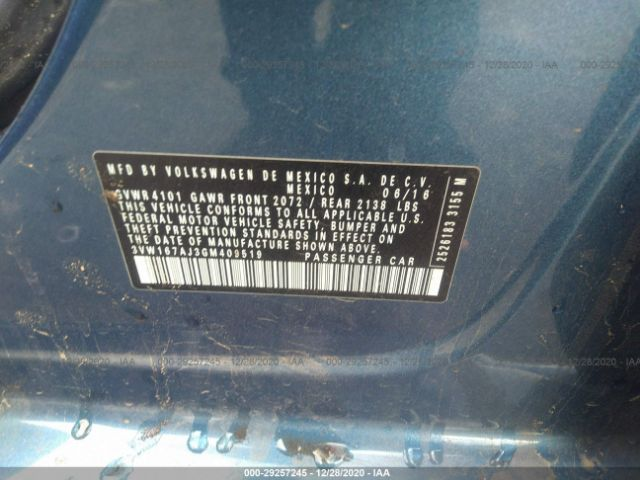 MFD BY VOLKSWAGEN DE MEXICO S.A. DE C.V.
MEXICO 06/16
GVWR 4101 GAWR FRONT 2072 / REAR 2138 LBS
THIS VEHICLE CONFORMS TO ALL APPLICABLE U.S.
FEDERAL MOTOR VEHICLE SAFETY, BUMPER AND
THEFT PREVENTION STANDARDS IN EFFECT ON THE
DATE OF MANUFACTURE SHOWN ABOVE.
3VW167AJ3GM409519 PASSENGER CAR
2526183 3155 M
000-29257245 - 12/28/2020 - IAA